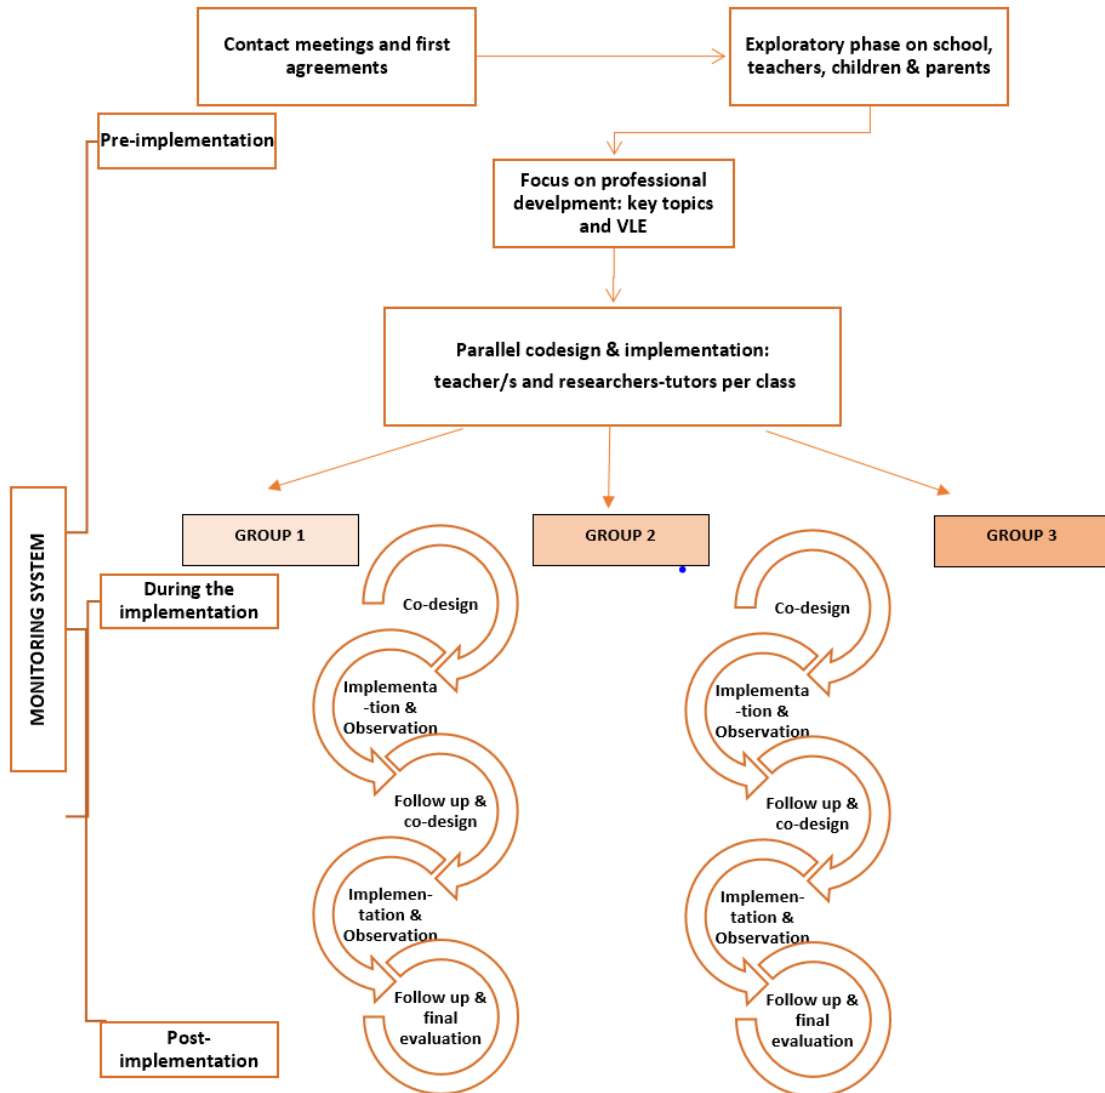 Contact meetings and first
agreements
Exploratory phase on school,
teachers, children & parents
Pre-implementation
Focus on professional
develpment: key topics
and VLE
Parallel codesign & implementation:
teacher/s and researchers-tutors per class
MONITORING SYSTEM
GROUP 1
GROUP 2
GROUP 3
During the
implementation
Co-design
Implementa
-tion &
Observation
Follow up &
co-design
Implemen-
tation &
Observation
Follow up &
final
evaluation
Co-design
Implementa
-tion &
Observation
Follow up &
co-design
Implemen-
tation &
Observation
Follow up &
final
evaluation
Post-
implementation